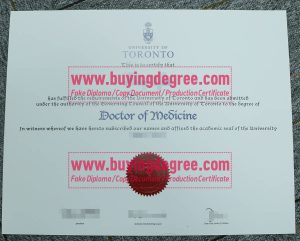 UNIVERSITY OF
TORONTO
This is to certify that
www.buyingdegree.com
Fake Diploma / Copy Document / Production Certificate
has fulfilled the requirements of the University of Toronto and has been admitted
under the authority of the Governing Council of the University of Toronto to the degree of
Doctor of Medicine
In witness whereof we have hereto subscribed our names and affixed the academic seal of the University
www.buyingdegree.com
Fake Diploma / Copy Document / Production Certificate